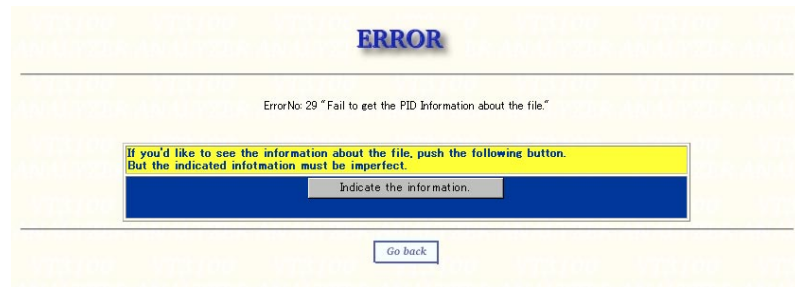 ERROR
ErrorNo: 29 "Fail to get the PID Information about the file."
If you'd like to see the information about the file, push the following button.
But the indicated infotmation must be imperfect.
Indicate the information.
Go back